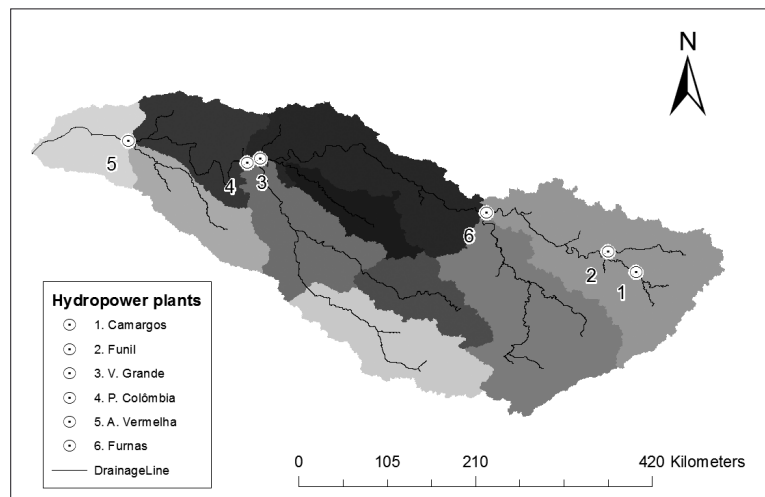 N
5
4
3
6
2
1
Hydropower plants
1. Camargos
2. Funil
3. V. Grande
4. P. Colômbia
5. A. Vermelha
6. Furnas
DrainageLine
0 105 210 420 Kilometers